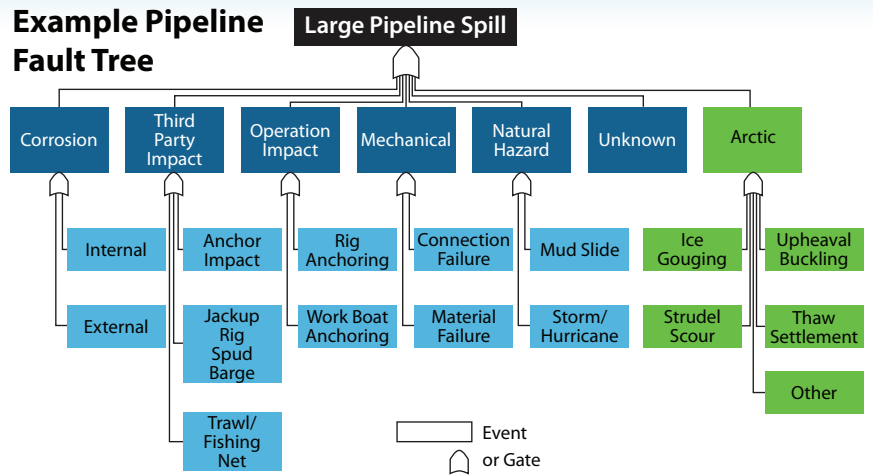 Example Pipeline
Fault Tree
Large Pipeline Spill
Corrosion
Third
Party
Impact
Operation
Impact
Mechanical
Natural
Hazard
Unknown
Arctic
Internal
External
Anchor
Impact
Jackup
Rig
Spud
Barge
Trawl/
Fishing
Net
Rig
Anchoring
Work Boat
Anchoring
Connection
Failure
Material
Failure
Mud Slide
Storm/
Hurricane
Ice
Gouging
Strudel
Scour
Upheaval
Buckling
Thaw
Settlement
Other
Event
or Gate